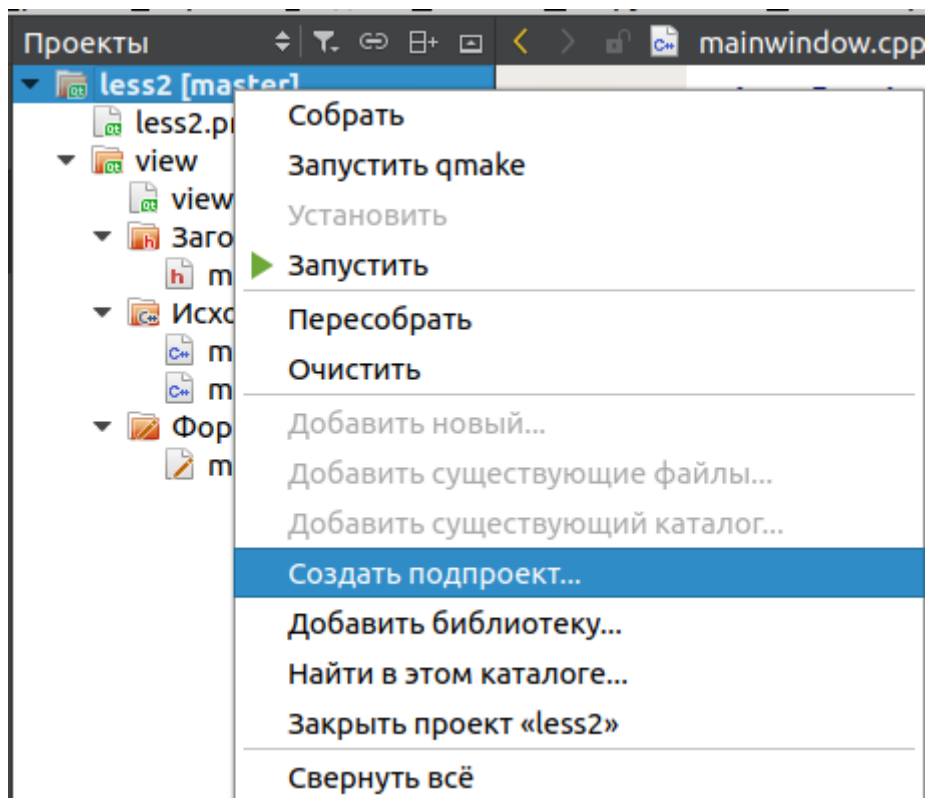 Проекты
mainwindow.cpp
less2 [master]
less2.pr
view
view
Заго
m
Исхо
m
m
Фор
m
Собрать
Запустить qmake
Установить
Запустить
Пересобрать
Очистить
Добавить новый...
Добавить существующие файлы...
Добавить существующий каталог...
Создать подпроект...
Добавить библиотеку...
Найти в этом каталоге...
Закрыть проект «less2»
Свернуть всё